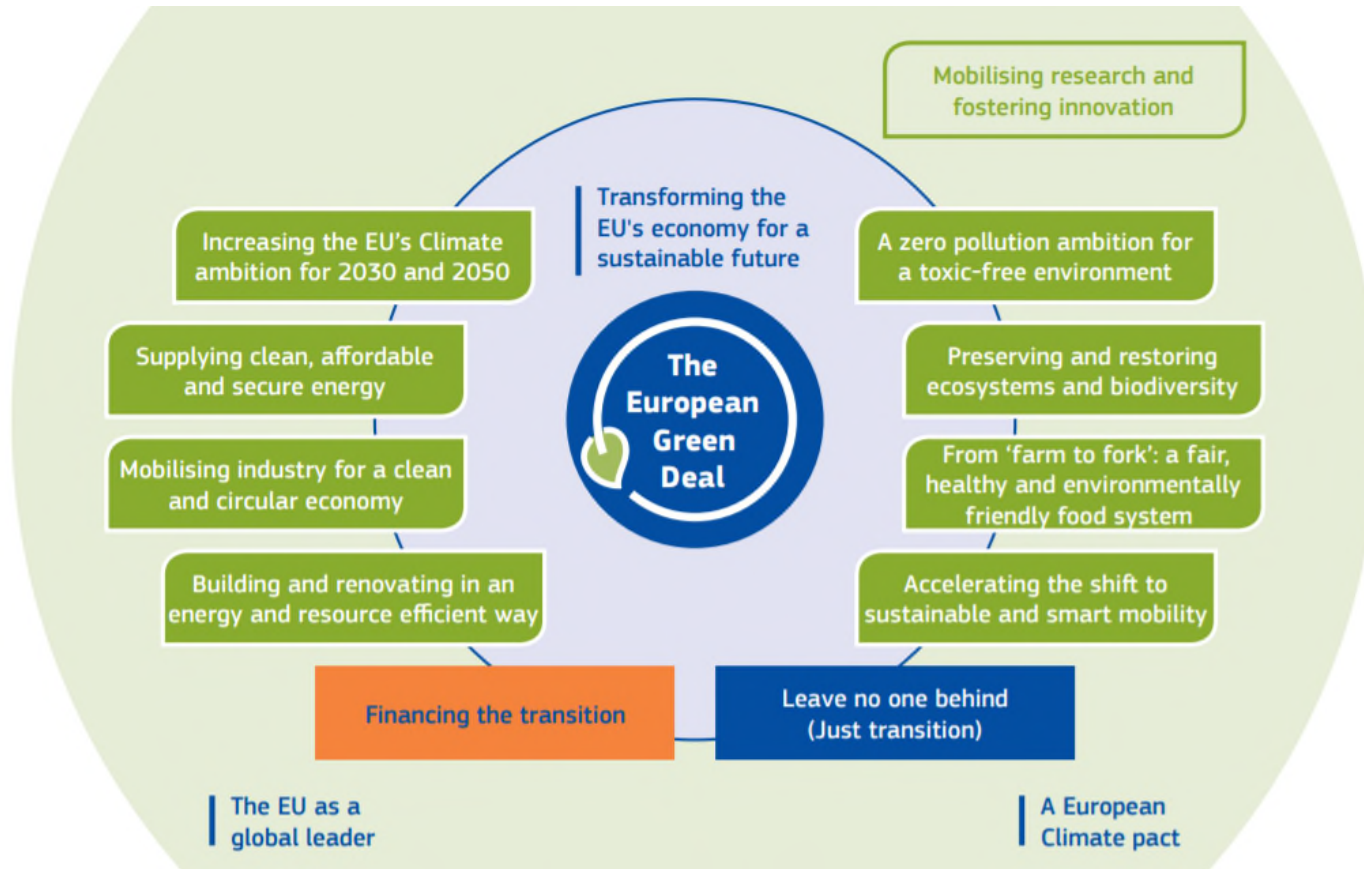 Mobilising research and
fostering innovation
Transforming the
EU's economy for a
sustainable future
Increasing the EU’s Climate
ambition for 2030 and 2050
Supplying clean, affordable
and secure energy
Mobilising industry for a clean
and circular economy
Building and renovating in an
energy and resource efficient way
The
European
Green
Deal
A zero pollution ambition for
a toxic-free environment
Preserving and restoring
ecosystems and biodiversity
From ‘farm to fork’: a fair,
healthy and environmentally
friendly food system
Accelerating the shift to
sustainable and smart mobility
Financing the transition
Leave no one behind
(Just transition)
The EU as a
global leader
A European
Climate pact